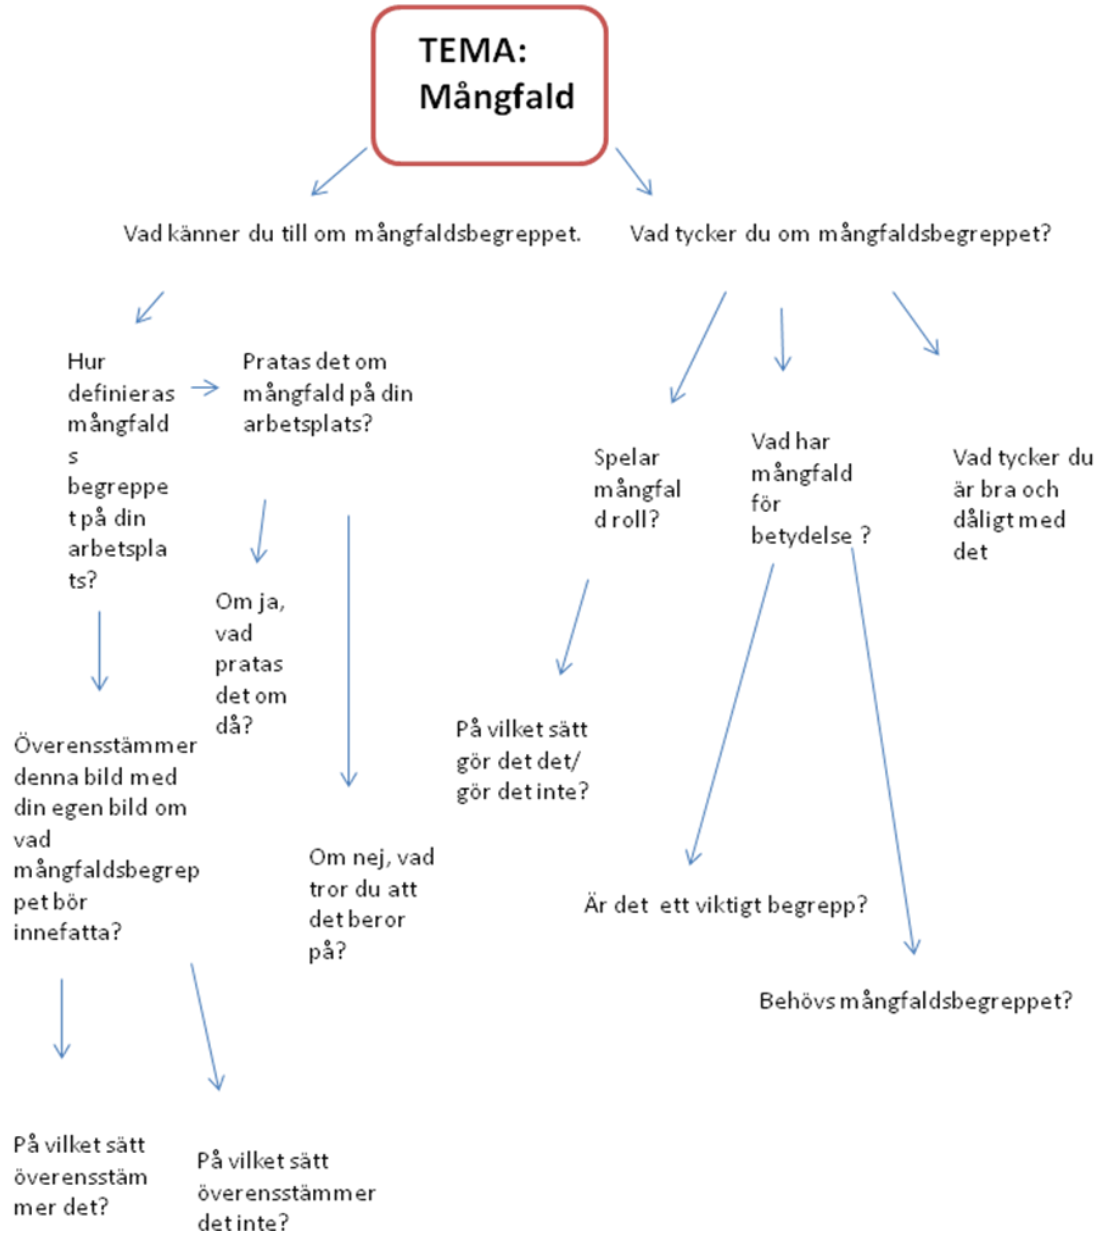 TEMA:
Mångfald
Vad känner du till om mångfaldsbegreppet.
Vad tycker du om mångfaldsbegreppet?
Hur
definieras
mångfald
s
begreppe
t på din
arbetspla
ts?
Pratas det om
mångfald på din
arbetsplats?
Om ja,
vad
pratas
det om
då?
Om nej, vad
tror du att
det beror
på?
Överensstämmer
denna bild med
din egen bild om
vad
mångfaldsbegrep
pet bör
innefatta?
På vilket sätt
överensstäm
mer det?
På vilket sätt
överensstämmer
det inte?
Spelar
mångfal
d roll?
På vilket sätt
gör det det/
gör det inte?
Vad har
mångfald
för
betydelse ?
Är det ett viktigt begrepp?
Behövs mångfaldsbegreppet?
Vad tycker du
är bra och
dåligt med
det